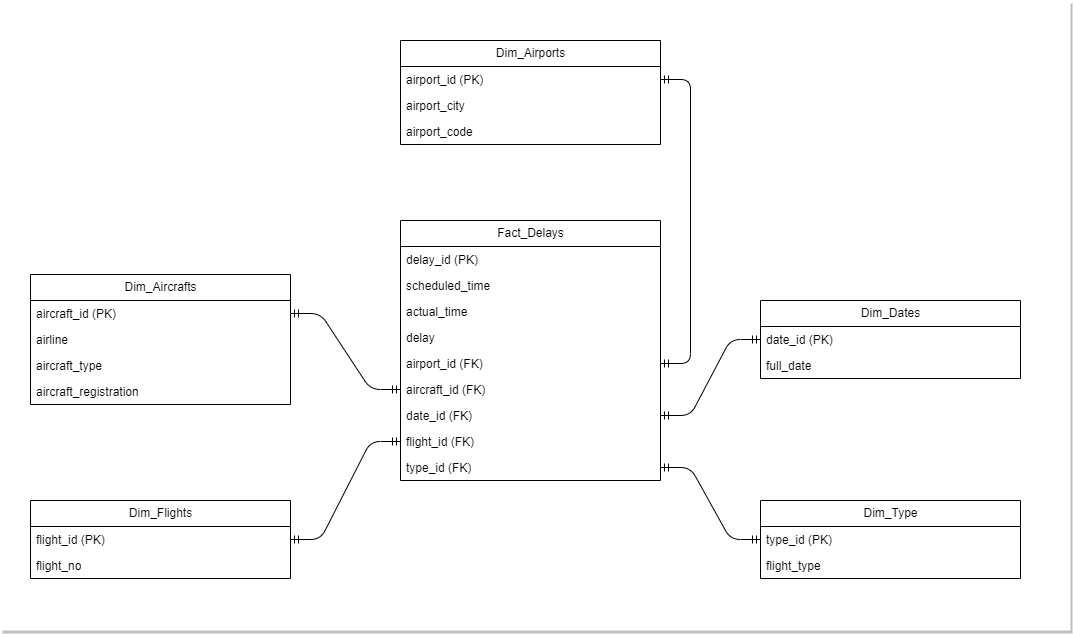 Dim_Airports
airport_id (PK)
airport_city
airport_code
Fact_Delays
delay_id (PK)
scheduled_time
actual_time
delay
airport_id (FK)
aircraft_id (FK)
date_id (FK)
flight_id (FK)
type_id (FK)
Dim_Aircrafts
aircraft_id (PK)
airline
aircraft_type
aircraft_registration
Dim_Dates
date_id (PK)
full_date
Dim_Flights
flight_id (PK)
flight_no
Dim_Type
type_id (PK)
flight_type